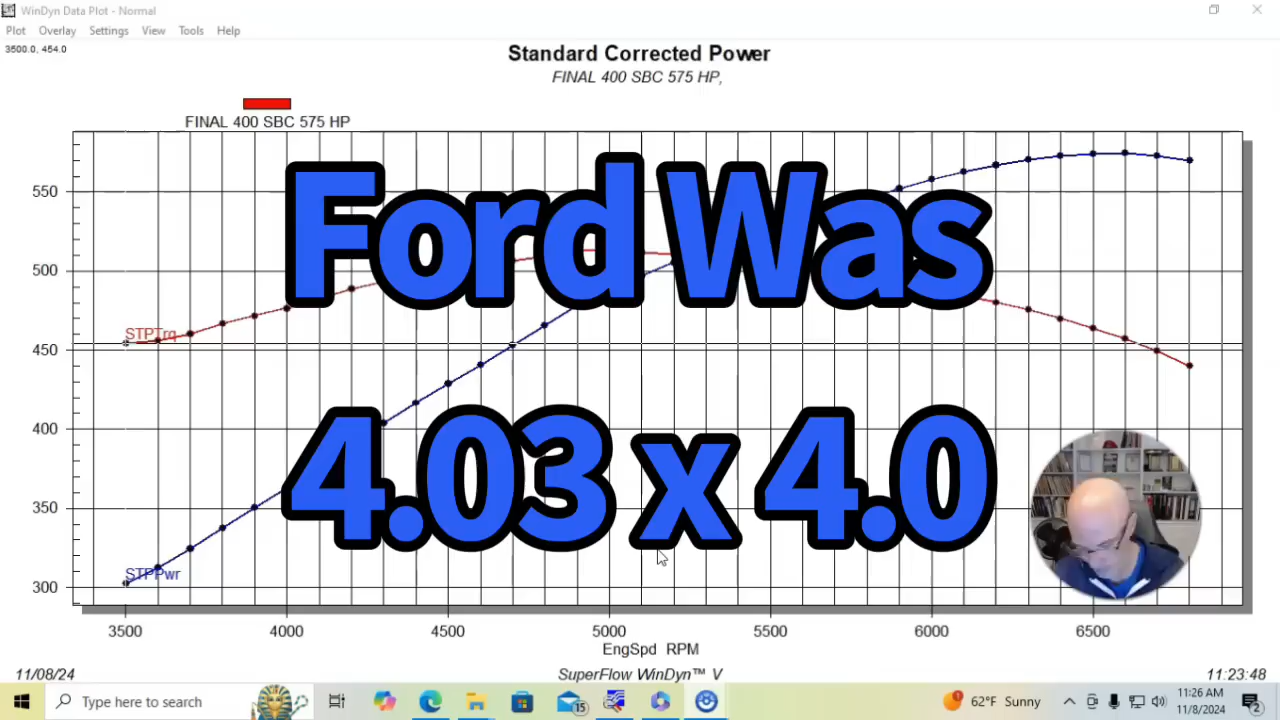 WinDyn Data Plot - Normal
Plot Overlay Settings View Tools Help
3500.0, 454.0
Standard Corrected Power
FINAL 400 SBC 575 HP,
FINAL 400 SBC 575 HP
550
500
450
400
350
300
STPTrq
STPPwr
Ford Was
4.03 x 4.0
3500 4000 4500 5000 5500 6000 6500
EngSpd RPM
11/08/24 SuperFlow WinDyn™ V 11:23:48
Type here to search
15
62°F Sunny
11:26 AM
11/8/2024
2